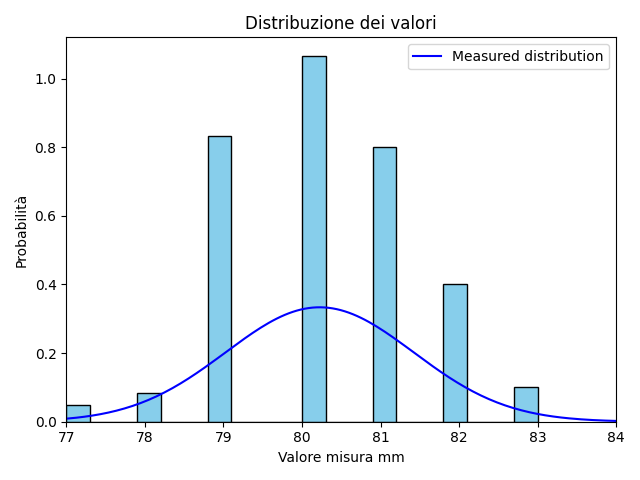 Distribuzione dei valori
Measured distribution
1.0
0.8
0.6
0.4
0.2
0.0
Probabilità
77 78 79 80 81 82 83 84
Valore misura mm